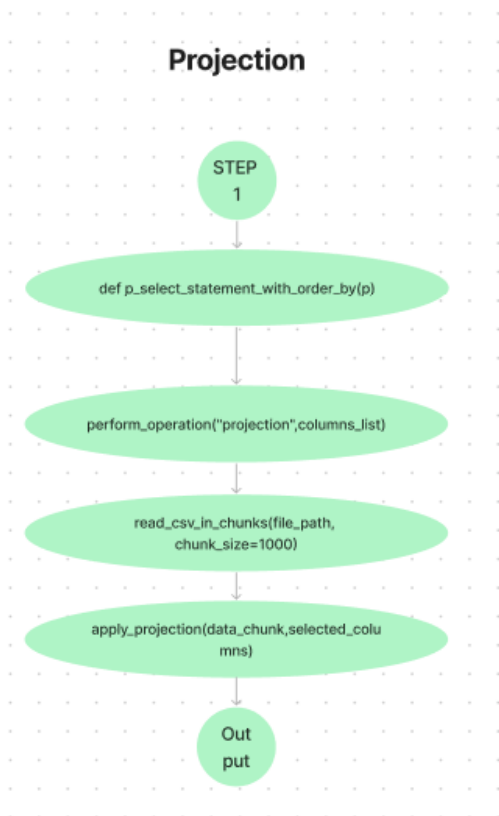 Projection
STEP
1
def p_select_statement_with_order_by(p)
perform_operation("projection",columns_list)
read_csv_in_chunks(file_path,
chunk_size=1000)
apply_projection(data_chunk,selected_colu
mns)
Out
put